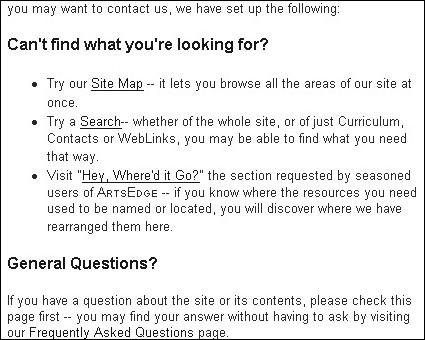 you may want to contact us, we have set up the following:
Can't find what you're looking for?
• Try our Site Map -- it lets you browse all the areas of our site at
once.
• Try a Search-- whether of the whole site, or of just Curriculum,
Contacts or WebLinks, you may be able to find what you need
that way.
• Visit "Hey, Where'd it Go?" the section requested by seasoned
users of ARTSEDGE -- if you know where the resources you need
used to be named or located, you will discover where we have
rearranged them here.
General Questions?
If you have a question about the site or its contents, please check this
page first -- you may find your answer without having to ask by visiting
our Frequently Asked Questions page.